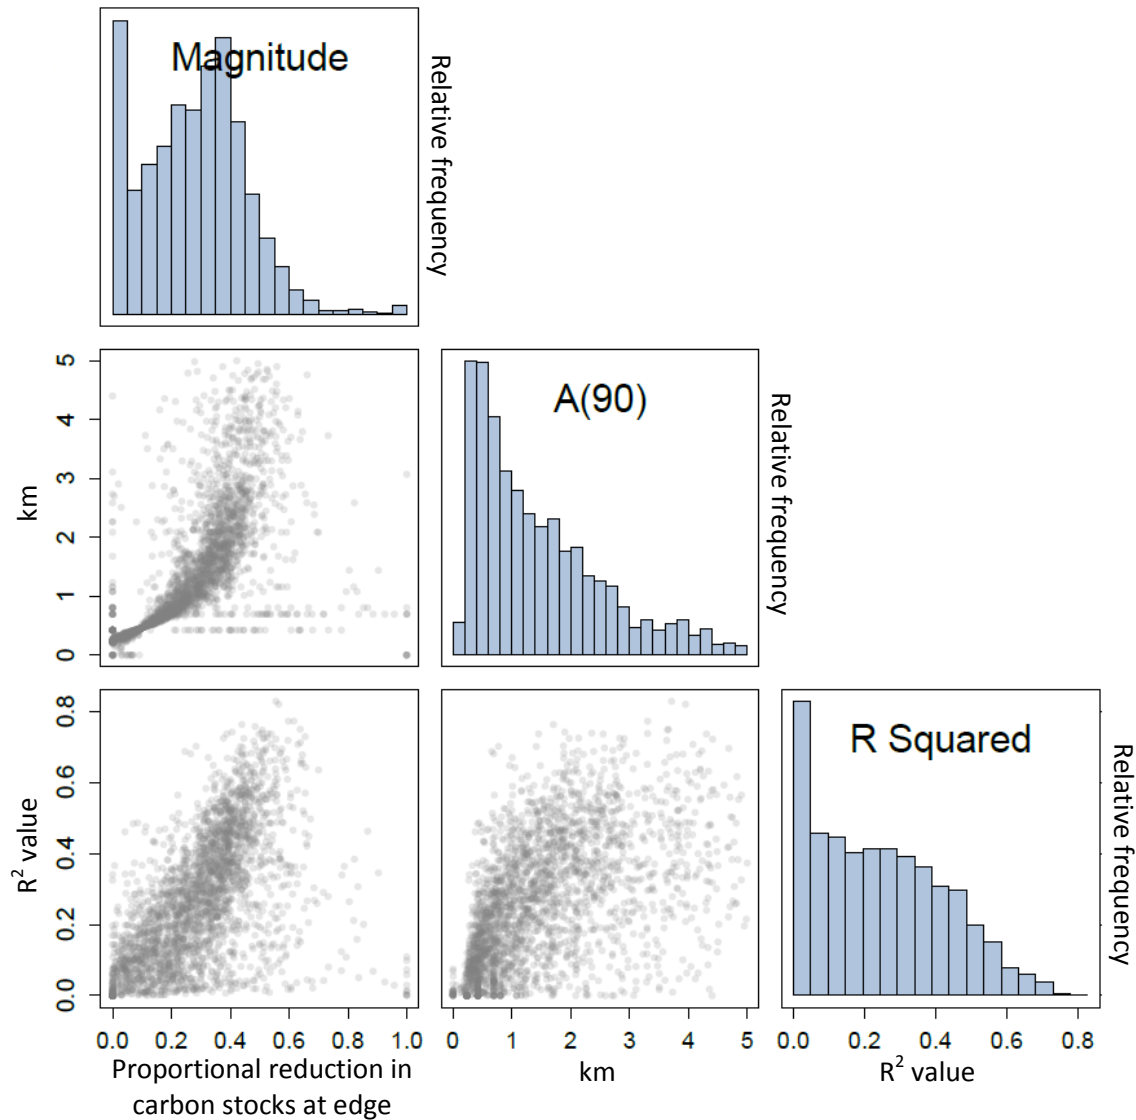 Magnitude
Relative frequency
5
4
3
2
1
0
km
A(90)
Relative frequency
0.8
0.6
0.4
0.2
0.0
R² value
R Squared
Relative frequency
0.0 0.2 0.4 0.6 0.8 1.0
0 1 2 3 4 5
0.0 0.2 0.4 0.6 0.8
Proportional reduction in
carbon stocks at edge
km
R² value